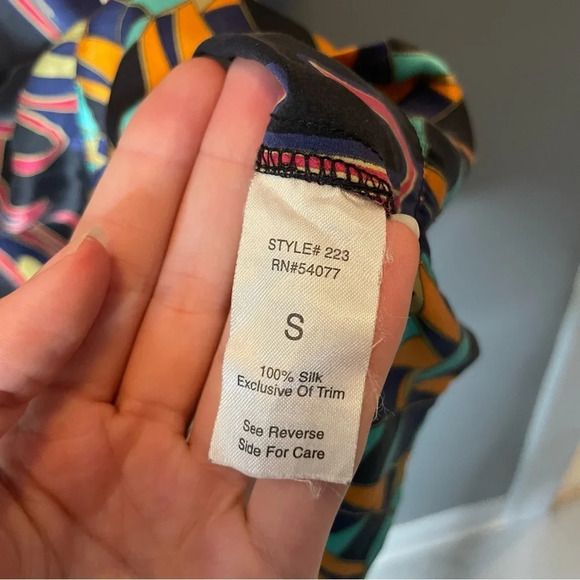 STYLE# 223
RN#54077
S
100% Silk
Exclusive Of Trim
See Reverse
Side For Care